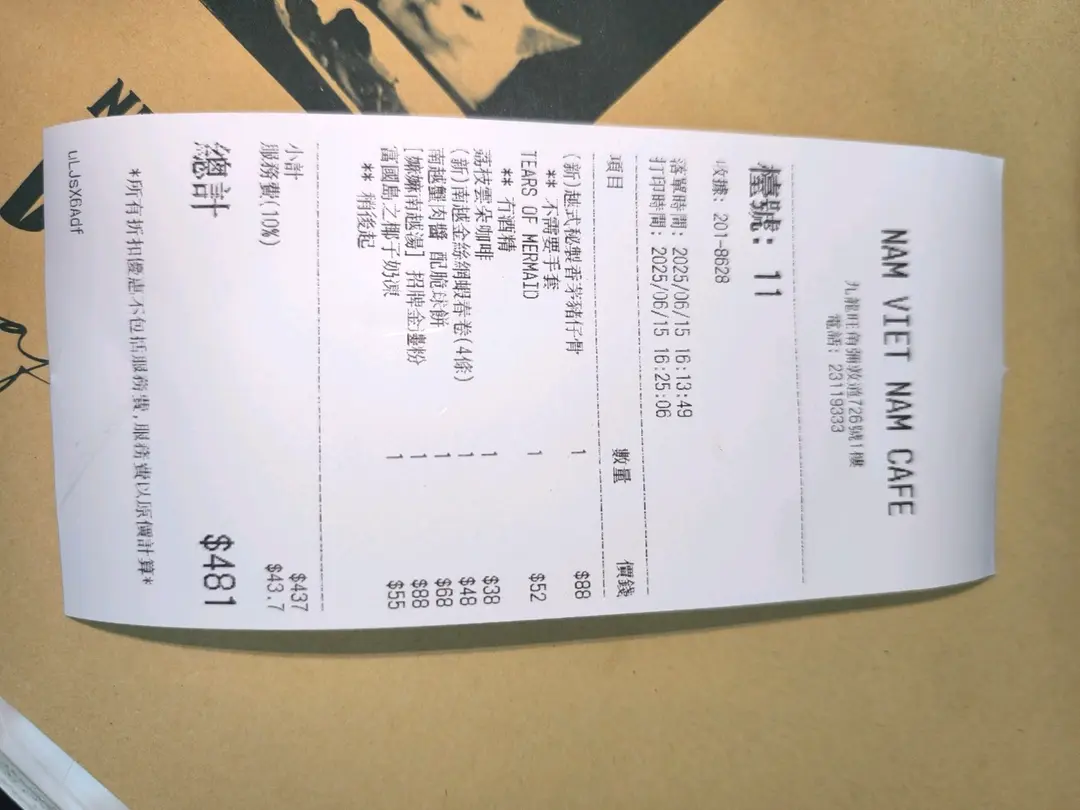 NAM VIET NAM CAFE
九龍旺角彌敦道726號1樓
電話: 23119333
檯號: 11
收據: 201-8628
落單時間: 2025/06/15 16:13:49
打印時間: 2025/06/15 16:25:06
項目 數量 價錢
(新)越式秘製香茅豬仔骨 1 $88
** 不需要手套
TEARS OF MERMAID 1 $52
** 冇酒精
荔枝雲朵咖啡 1 $38
(新)南越金絲網蝦春卷(4條) 1 $48
南越蟹肉醬 配脆球餅 1 $68
[嫲嫲南越湯] 招牌金邊粉 1 $88
富國島之椰子奶凍 1 $55
** 稍後起
小計 $437
服務費(10%) $43.7
總計 $481
*所有折扣優惠不包括服務費,服務費以原價計算*
uLJsX6Adf